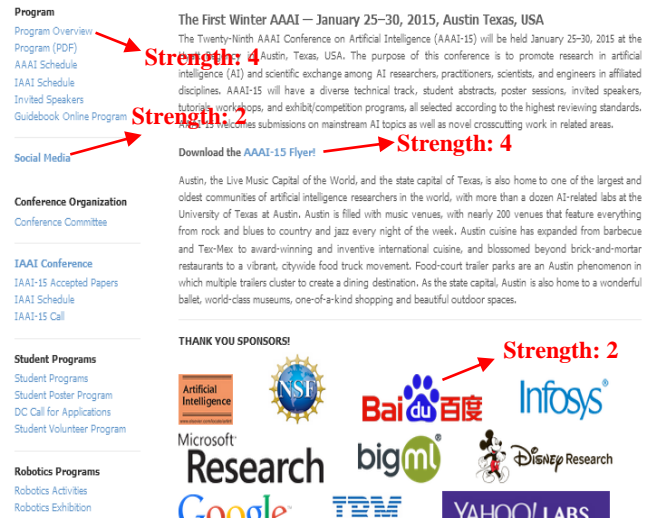 Program
Program Overview
Program (PDF)
AAAI Schedule
IAAI Schedule
Invited Speakers
Guidebook Online Program
Social Media
Conference Organization
Conference Committee
IAAI Conference
IAAI-15 Accepted Papers
IAAI Schedule
IAAI-15 Call
Student Programs
Student Programs
Student Poster Program
DC Call for Applications
Student Volunteer Program
Robotics Programs
Robotics Activities
Robotics Exhibition
Strength: 4
Strength: 2
The First Winter AAAI — January 25–30, 2015, Austin Texas, USA
The Twenty-Ninth AAAI Conference on Artificial Intelligence (AAAI-15) will be held January 25–30, 2015 at the
Regency in Austin, Texas, USA. The purpose of this conference is to promote research in artificial
intelligence (AI) and scientific exchange among AI researchers, practitioners, scientists, and engineers in affiliated
disciplines. AAAI-15 will have a diverse technical track, student abstracts, poster sessions, invited speakers,
tutorials, workshops, and exhibit/competition programs, all selected according to the highest reviewing standards.
AAAI-15 welcomes submissions on mainstream AI topics as well as novel crosscutting work in related areas.
Download the AAAI-15 Flyer!
Strength: 4
Austin, the Live Music Capital of the World, and the state capital of Texas, is also home to one of the largest and
oldest communities of artificial intelligence researchers in the world, with more than a dozen AI-related labs at the
University of Texas at Austin. Austin is filled with music venues, with nearly 200 venues that feature everything
from rock and blues to country and jazz every night of the week. Austin cuisine has expanded from barbecue
and Tex-Mex to award-winning and inventive international cuisine, and blossomed beyond brick-and-mortar
restaurants to a vibrant, citywide food truck movement. Food-court trailer parks are an Austin phenomenon in
which multiple trailers cluster to create a dining destination. As the state capital, Austin is also home to a wonderful
ballet, world-class museums, one-of-a-kind shopping and beautiful outdoor spaces.
THANK YOU SPONSORS!
Strength: 2
Artificial
Intelligence
NSF
Bai du 百度
Infosys
Microsoft
Research
bigml
Disney Research
Google
IBM
YAHOO! LABS